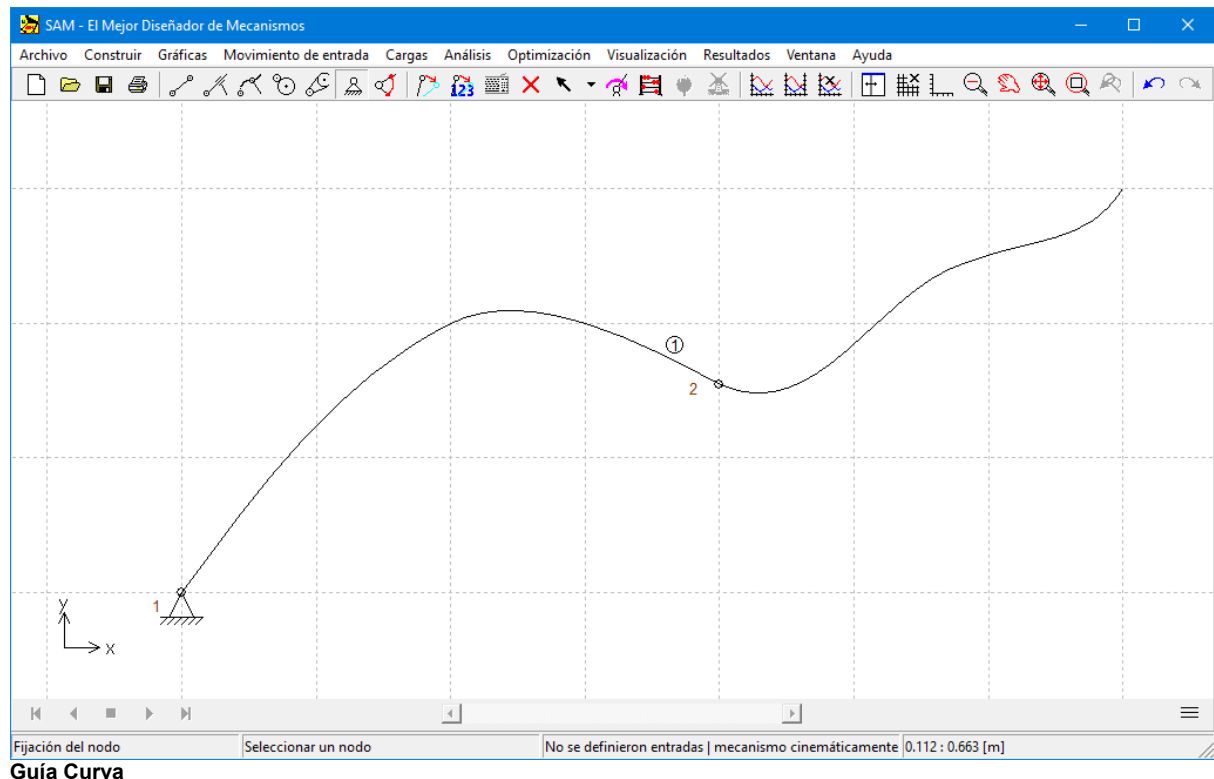 SAM - El Mejor Diseñador de Mecanismos
Archivo Construir Gráficas Movimiento de entrada Cargas Análisis Optimización Visualización Resultados Ventana Ayuda
123
1
2
1
y
x
Fijación del nodo Seleccionar un nodo No se definieron entradas | mecanismo cinemáticamente 0.112 : 0.663 [m]
Guía Curva